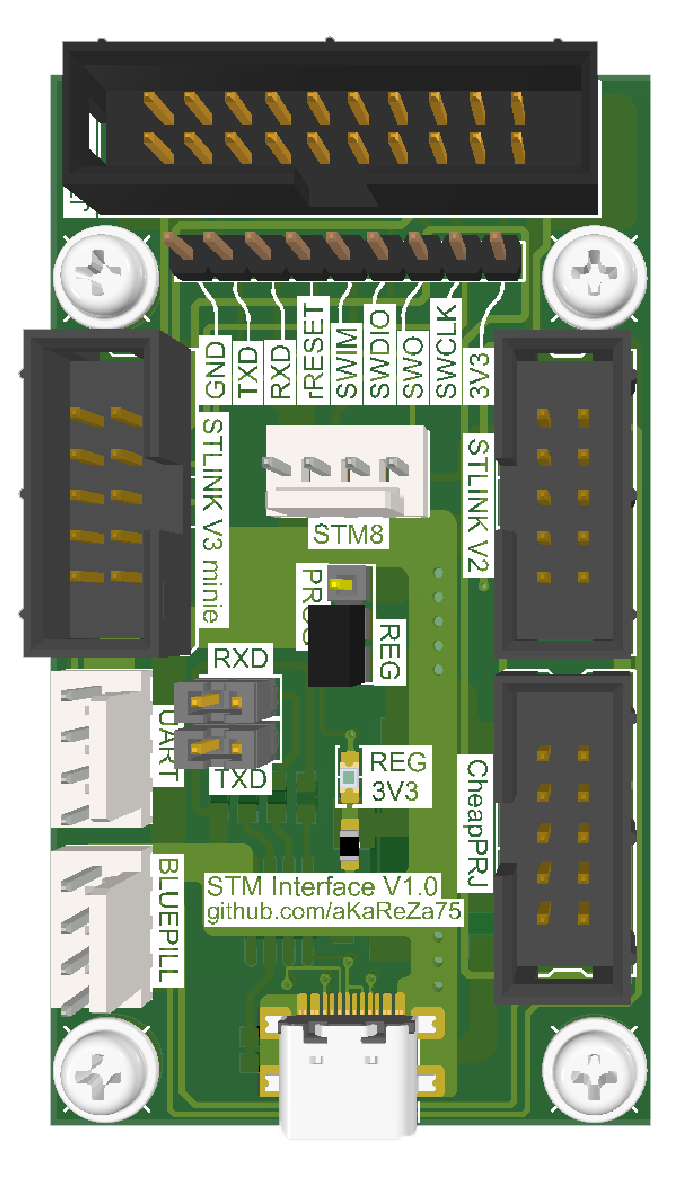 GND
TXD
RXD
rRESET
SWIM
SWDIO
SWO
SWCLK
3V3
STLINK V3 minie
STM8
STLINK V2
REG
RXD
UART
TXD
REG
3V3
CheapPRJ
STM Interface V1.0
github.com/aKaReZa75
BLUEPILL